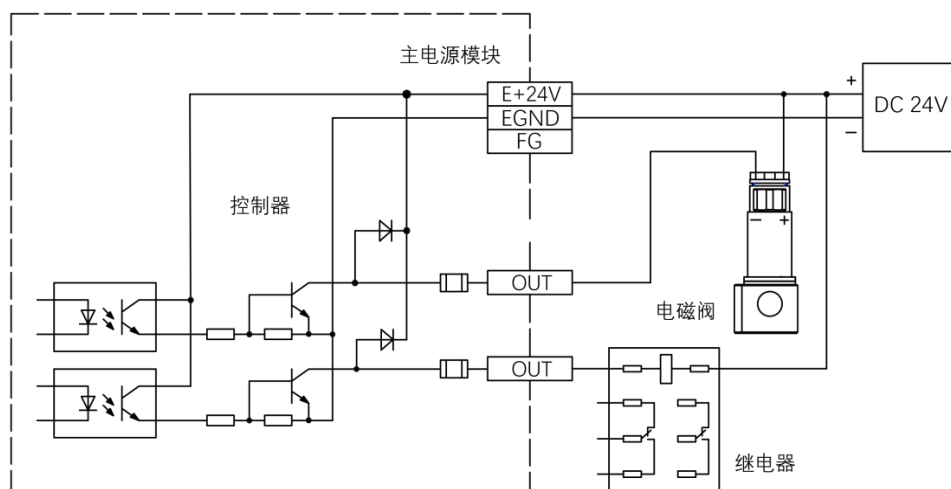 主电源模块
E+24V
EGND
FG
+
−
DC 24V
控制器
− +
OUT
电磁阀
OUT
继电器